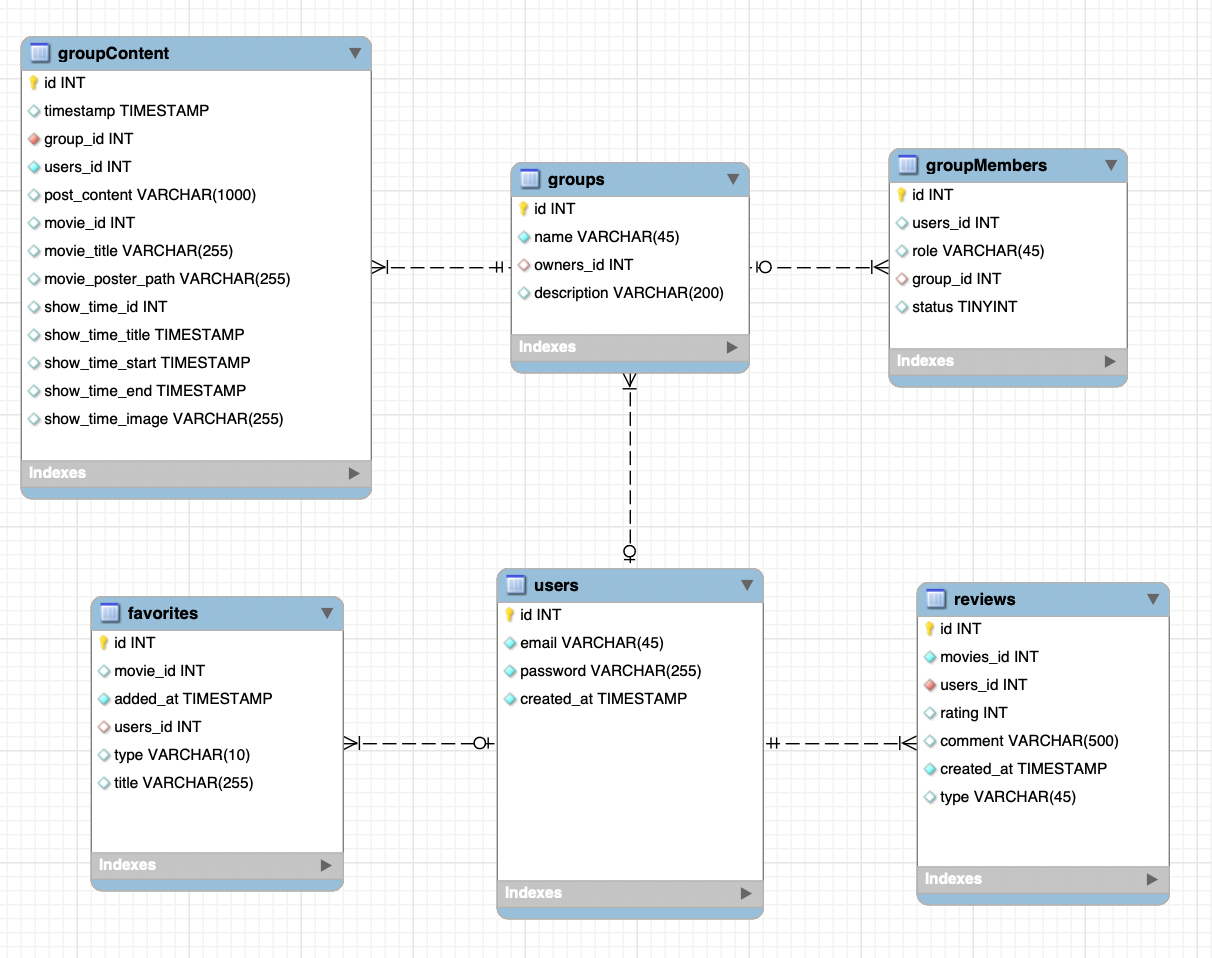 groupContent
id INT
timestamp TIMESTAMP
group_id INT
users_id INT
post_content VARCHAR(1000)
movie_id INT
movie_title VARCHAR(255)
movie_poster_path VARCHAR(255)
show_time_id INT
show_time_title TIMESTAMP
show_time_start TIMESTAMP
show_time_end TIMESTAMP
show_time_image VARCHAR(255)
Indexes
groups
id INT
name VARCHAR(45)
owners_id INT
description VARCHAR(200)
Indexes
groupMembers
id INT
users_id INT
role VARCHAR(45)
group_id INT
status TINYINT
Indexes
favorites
id INT
movie_id INT
added_at TIMESTAMP
users_id INT
type VARCHAR(10)
title VARCHAR(255)
Indexes
users
id INT
email VARCHAR(45)
password VARCHAR(255)
created_at TIMESTAMP
Indexes
reviews
id INT
movies_id INT
users_id INT
rating INT
comment VARCHAR(500)
created_at TIMESTAMP
type VARCHAR(45)
Indexes